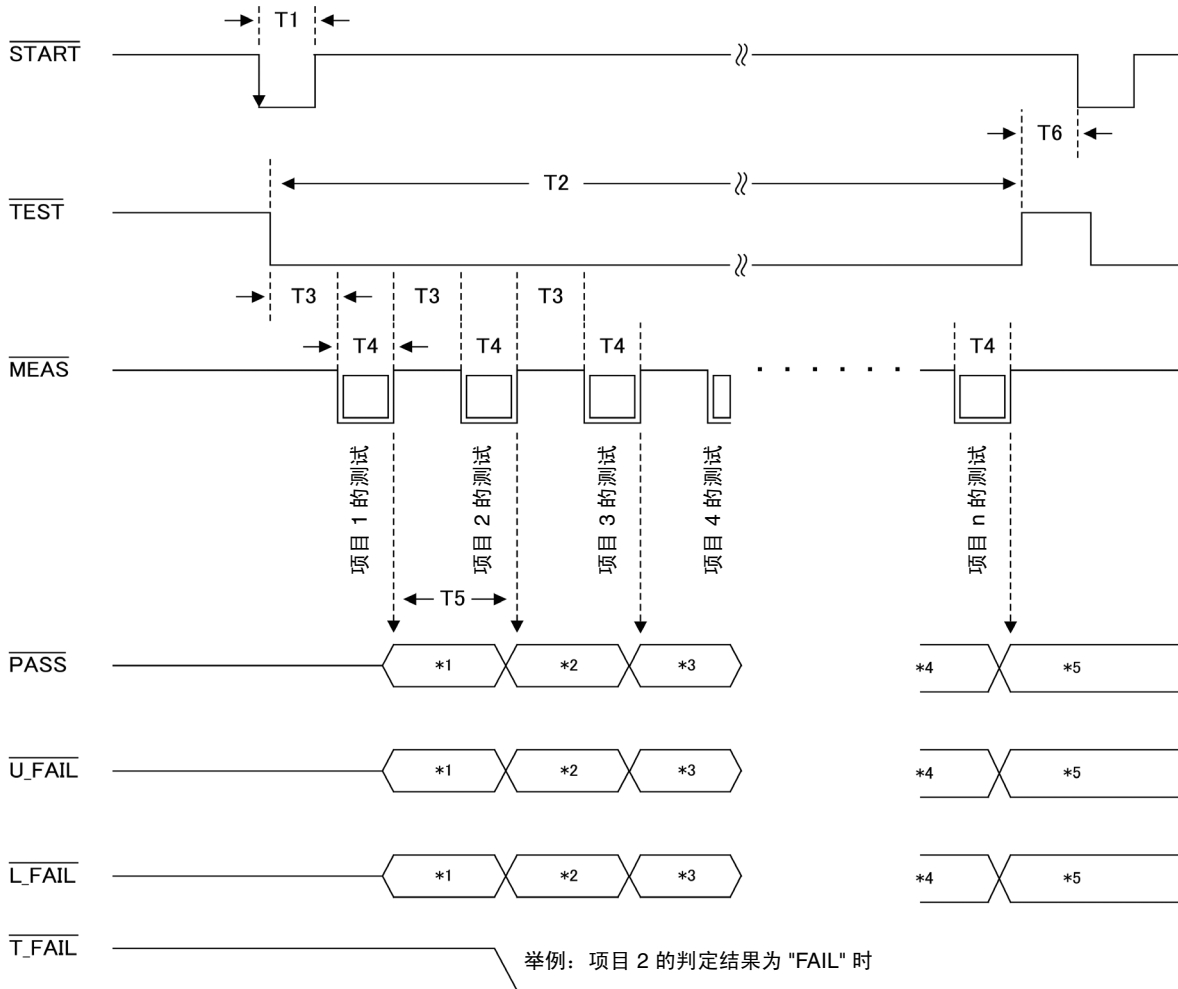 T1
START
T6
T2
TEST
T3 T3 T3
T4 T4 T4 T4
MEAS
项目 1 的测试
项目 2 的测试
项目 3 的测试
项目 4 的测试
项目 n 的测试
T5
PASS *1 *2 *3 *4 *5
U_FAIL *1 *2 *3 *4 *5
L_FAIL *1 *2 *3 *4 *5
T_FAIL
举例：项目 2 的判定结果为 "FAIL" 时